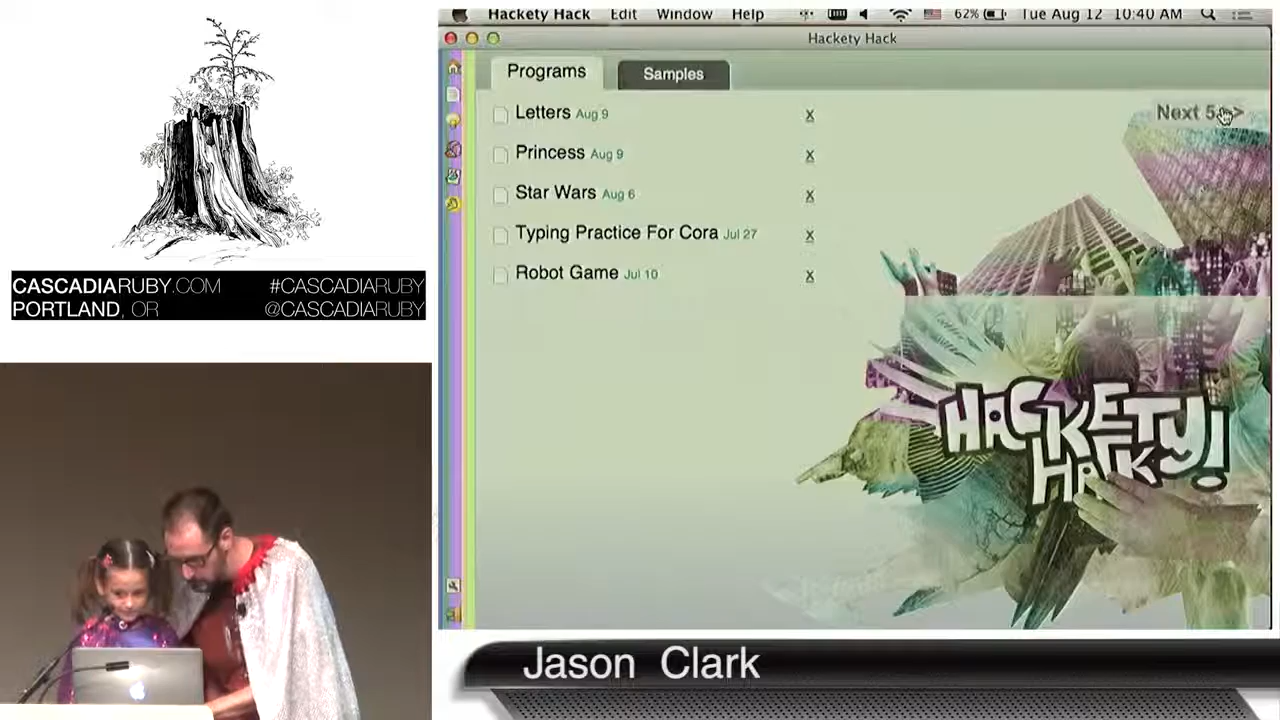 Hackety Hack Edit Window Help 62% Tue Aug 12 10:40 AM
Hackety Hack
Programs Samples
Letters Aug 9 X
Next 5 >>
Princess Aug 9 X
Star Wars Aug 6 X
Typing Practice For Cora Jul 27 X
Robot Game Jul 10 X
HACKETY
HACK!
CASCADIARUBY.COM #CASCADIARUBY
PORTLAND, OR @CASCADIARUBY
Jason Clark